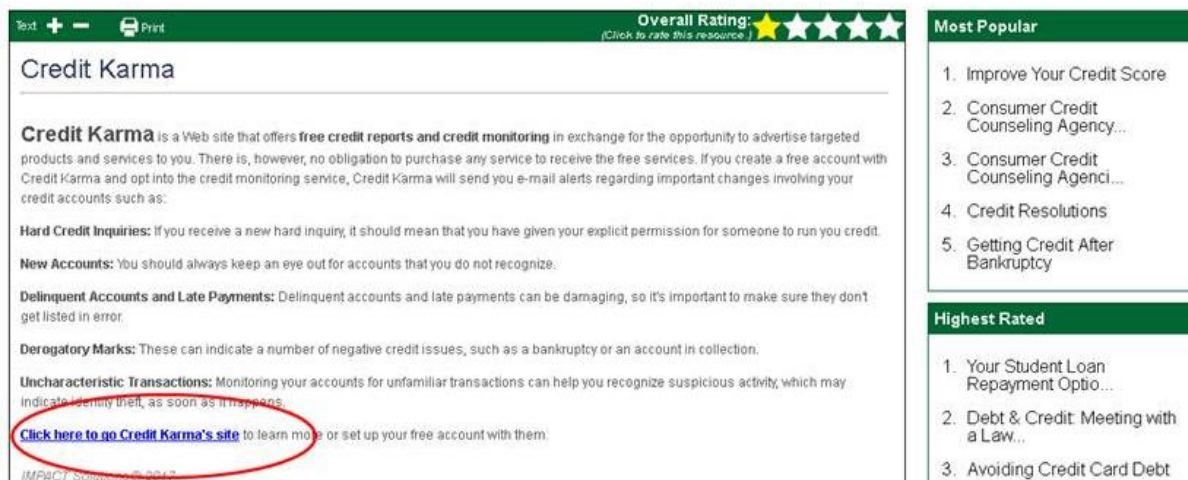 Text + − Print
Overall Rating:
(Click to rate this resource.)
Credit Karma
Credit Karma is a Web site that offers free credit reports and credit monitoring in exchange for the opportunity to advertise targeted
products and services to you. There is, however, no obligation to purchase any service to receive the free services. If you create a free account with
Credit Karma and opt into the credit monitoring service, Credit Karma will send you e-mail alerts regarding important changes involving your
credit accounts such as:
Hard Credit Inquiries: If you receive a new hard inquiry, it should mean that you have given your explicit permission for someone to run you credit.
New Accounts: You should always keep an eye out for accounts that you do not recognize.
Delinquent Accounts and Late Payments: Delinquent accounts and late payments can be damaging, so it's important to make sure they don't
get listed in error.
Derogatory Marks: These can indicate a number of negative credit issues, such as a bankruptcy or an account in collection.
Uncharacteristic Transactions: Monitoring your accounts for unfamiliar transactions can help you recognize suspicious activity, which may
indicate identity theft, as soon as it happens.
Click here to go Credit Karma's site to learn more or set up your free account with them.
IMPACT Solutions © 2017
Most Popular
1. Improve Your Credit Score
2. Consumer Credit
Counseling Agency...
3. Consumer Credit
Counseling Agenci...
4. Credit Resolutions
5. Getting Credit After
Bankruptcy
Highest Rated
1. Your Student Loan
Repayment Optio...
2. Debt & Credit: Meeting with
a Law...
3. Avoiding Credit Card Debt